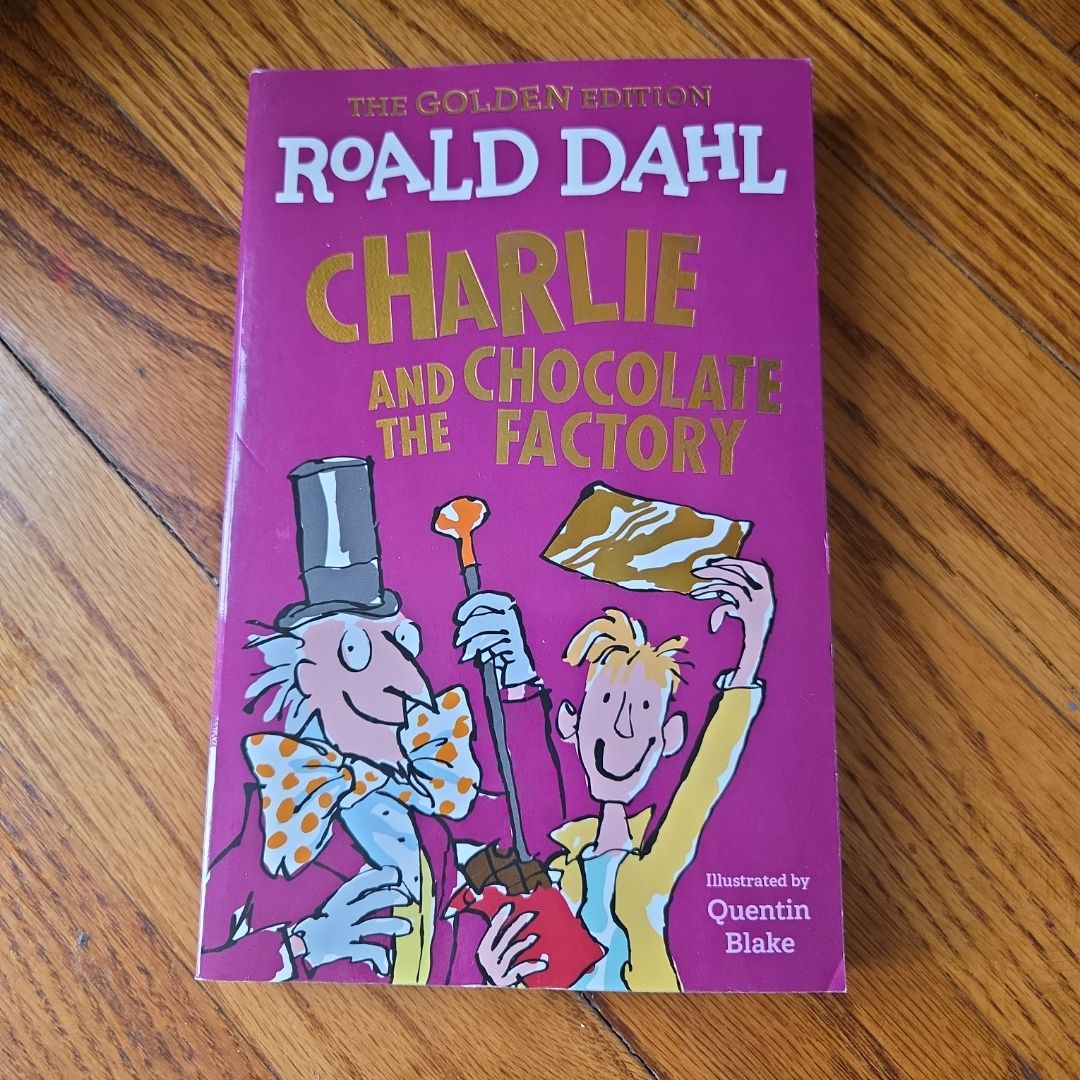 THE GOLDEN EDITION
ROALD DAHL
CHARLIE
AND THE CHOCOLATE
FACTORY
Illustrated by
Quentin
Blake